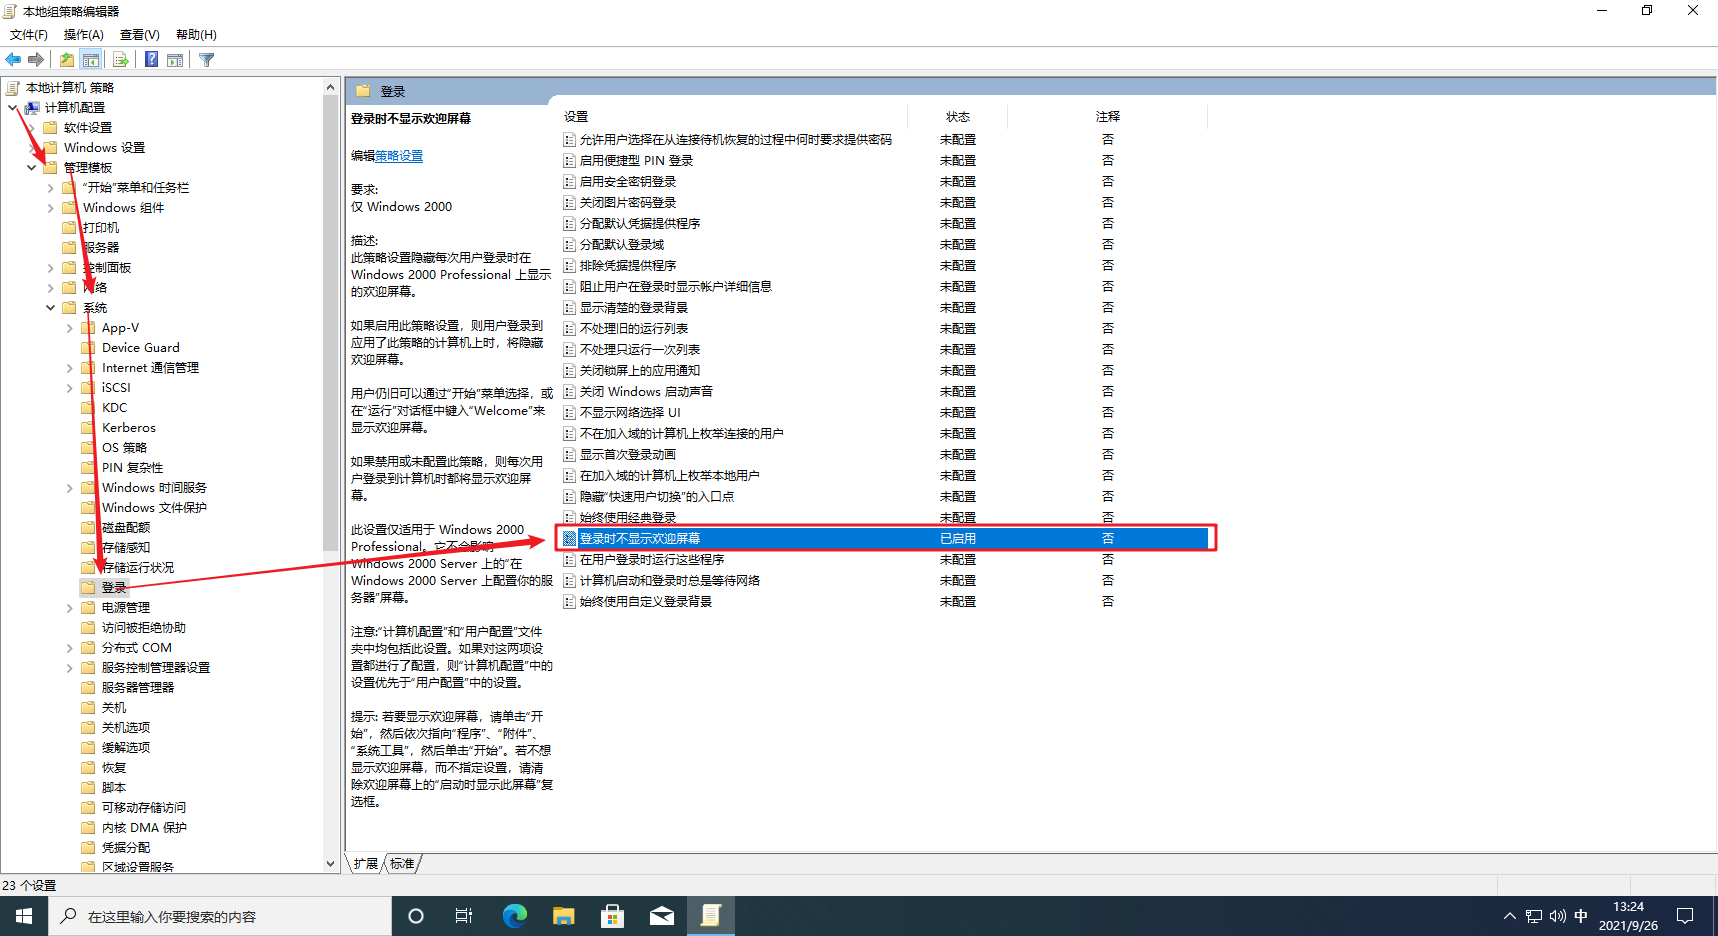 本地组策略编辑器
文件(F)
操作(A)
查看(V)
帮助(H)
本地计算机 策略
计算机配置
软件设置
Windows 设置
管理模板
"开始"菜单和任务栏
Windows 组件
打印机
服务器
控制面板
网络
系统
App-V
Device Guard
Internet 通信管理
iSCSI
KDC
Kerberos
OS 策略
PIN 复杂性
Windows 时间服务
Windows 文件保护
磁盘配额
存储感知
存储运行状况
登录
电源管理
访问被拒绝协助
分布式 COM
服务控制管理器设置
服务器管理器
关机
关机选项
缓解选项
恢复
脚本
可移动存储访问
内核 DMA 保护
凭据分配
区域设置服务
登录
登录时不显示欢迎屏幕
编辑策略设置
要求:
仅 Windows 2000
描述:
此策略设置隐藏每次用户登录时在
Windows 2000 Professional 上显示
的欢迎屏幕。
如果启用此策略设置，则用户登录到
应用了此策略的计算机上时，将隐藏
欢迎屏幕。
用户仍旧可以通过"开始"菜单选择，或
在"运行"对话框中键入"Welcome"来
显示欢迎屏幕。
如果禁用或未配置此策略，则每次用
户登录到计算机时都将显示欢迎屏
幕。
此设置仅适用于 Windows 2000
Professional。它不会影响
Windows 2000 Server 上的"在
Windows 2000 Server 上配置你的服
务器"屏幕。
注意:"计算机配置"和"用户配置"文件
夹中均包括此设置。如果对这两项设
置都进行了配置，则"计算机配置"中的
设置优先于"用户配置"中的设置。
提示: 若要显示欢迎屏幕，请单击"开
始"，然后依次指向"程序"、"附件"、
"系统工具"，然后单击"开始"。若不想
显示欢迎屏幕，而不指定设置，请清
除欢迎屏幕上的"启动时显示此屏幕"复
选框。
设置 状态 注释
允许用户选择在从连接待机恢复的过程中何时要求提供密码 未配置 否
启用便捷型 PIN 登录 未配置 否
启用安全密钥登录 未配置 否
关闭图片密码登录 未配置 否
分配默认凭据提供程序 未配置 否
分配默认登录域 未配置 否
排除凭据提供程序 未配置 否
阻止用户在登录时显示帐户详细信息 未配置 否
显示清楚的登录背景 未配置 否
不处理旧的运行列表 未配置 否
不处理只运行一次列表 未配置 否
关闭锁屏上的应用通知 未配置 否
关闭 Windows 启动声音 未配置 否
不显示网络选择 UI 未配置 否
不在加入域的计算机上枚举连接的用户 未配置 否
显示首次登录动画 未配置 否
在加入域的计算机上枚举本地用户 未配置 否
隐藏"快速用户切换"的入口点 未配置 否
始终使用经典登录 未配置 否
登录时不显示欢迎屏幕 已启用 否
在用户登录时运行这些程序 未配置 否
计算机启动和登录时总是等待网络 未配置 否
始终使用自定义登录背景 未配置 否
扩展
标准
23 个设置
在这里输入你要搜索的内容
中
13:24
2021/9/26